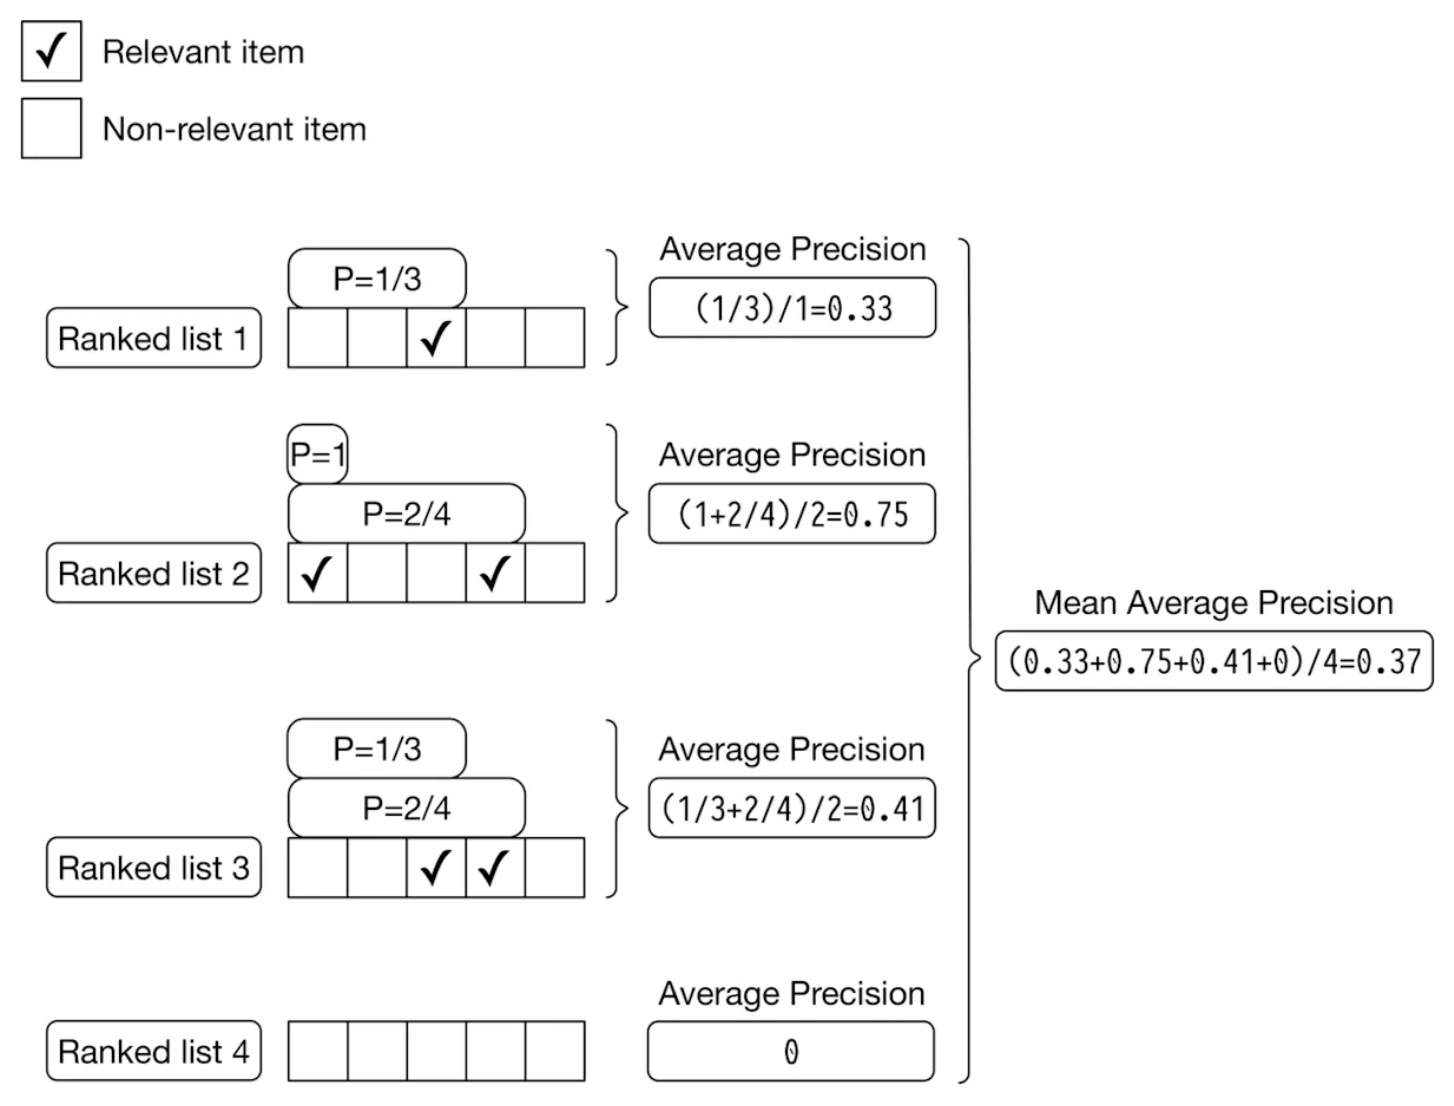 ✓ Relevant item
Non-relevant item
Average Precision
P=1/3
(1/3)/1=0.33
Ranked list 1
✓
P=1
Average Precision
P=2/4
(1+2/4)/2=0.75
Ranked list 2
✓ ✓
Mean Average Precision
(0.33+0.75+0.41+0)/4=0.37
P=1/3
Average Precision
P=2/4
(1/3+2/4)/2=0.41
Ranked list 3
✓ ✓
Average Precision
Ranked list 4
0